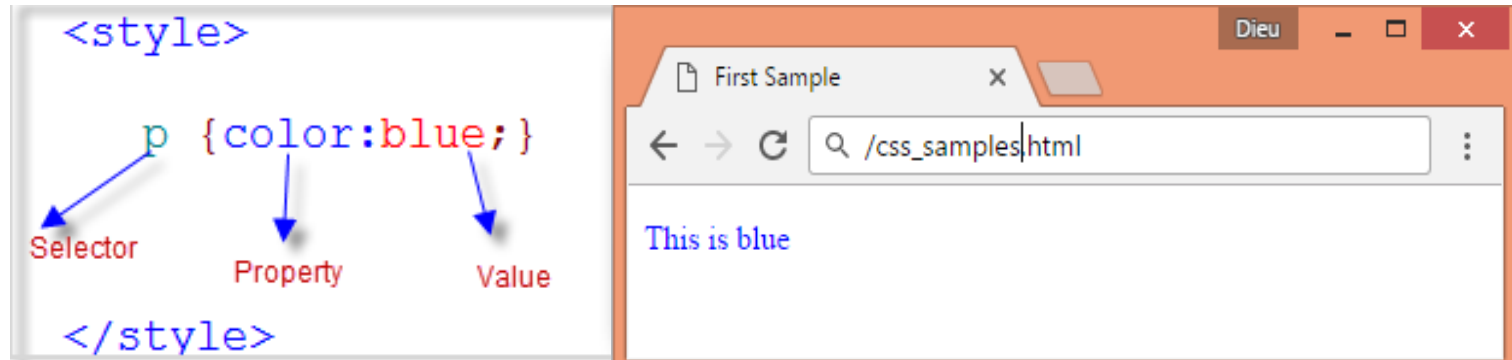 <style>
p {color:blue;}
Selector
Property
Value
</style>
Dieu
First Sample
/css_samples.html
This is blue